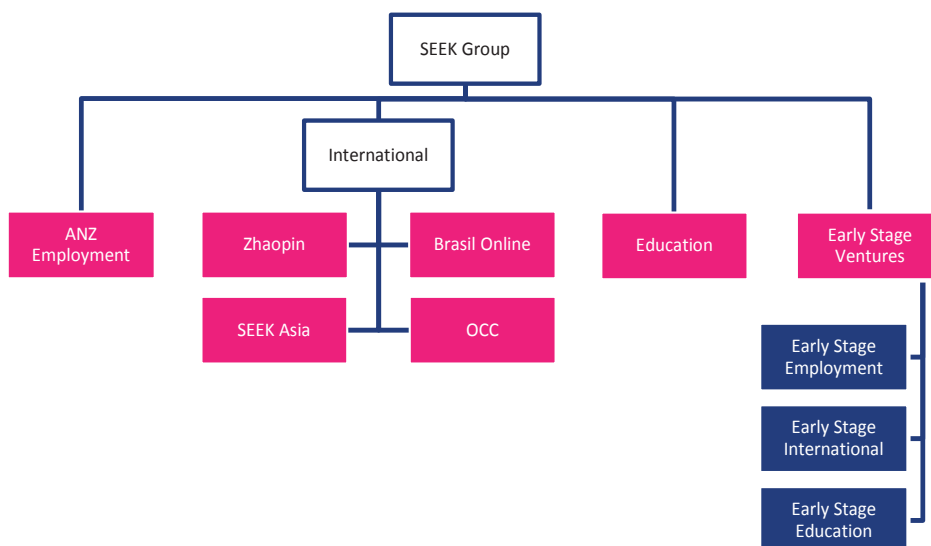 SEEK Group
International
ANZ
Employment
Zhaopin
Brasil Online
Education
Early Stage
Ventures
SEEK Asia
OCC
Early Stage
Employment
Early Stage
International
Early Stage
Education